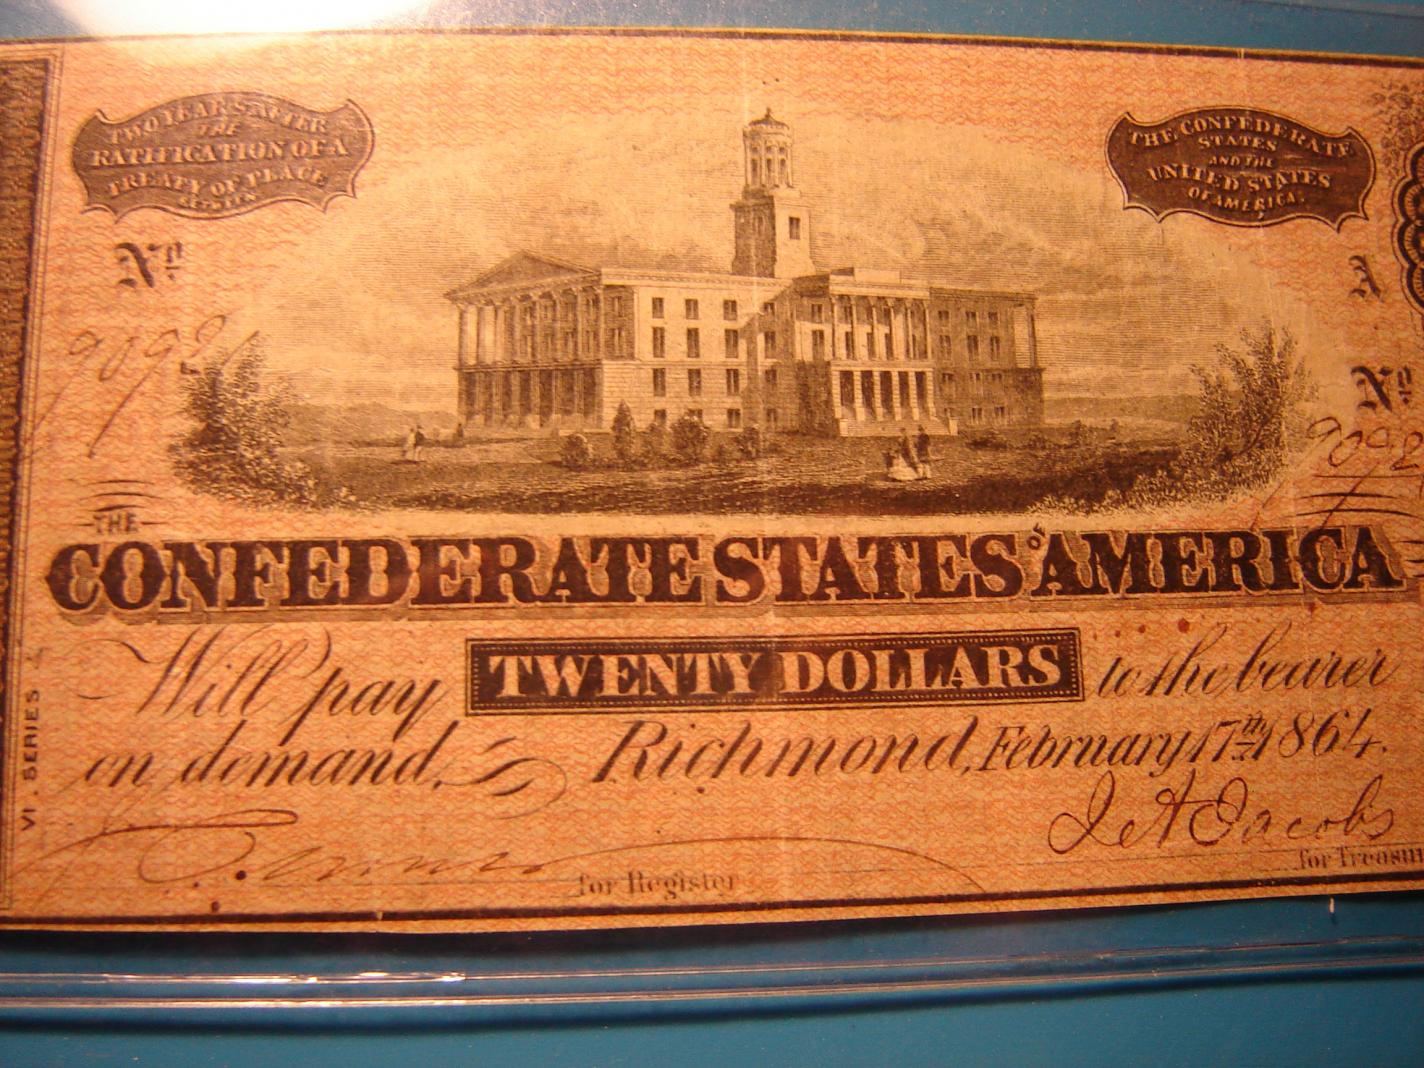 TWO YEARS AFTER
THE
RATIFICATION OF A
TREATY OF PEACE
BETWEEN
THE CONFEDERATE
STATES
AND THE
UNITED STATES
OF AMERICA.
No
A
No
THE
CONFEDERATE STATES OF AMERICA
Will pay TWENTY DOLLARS to the bearer
on demand. Richmond, February 17th 1864.
VI. SERIES
J A Jacobs
for Register
for Treasur